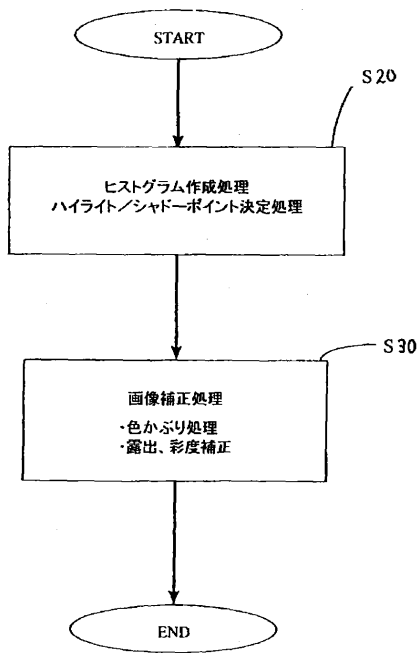 START
S20
ヒストグラム作成処理
ハイライト／シャドーポイント決定処理
S30
画像補正処理
・色かぶり処理
・露出、彩度補正
END